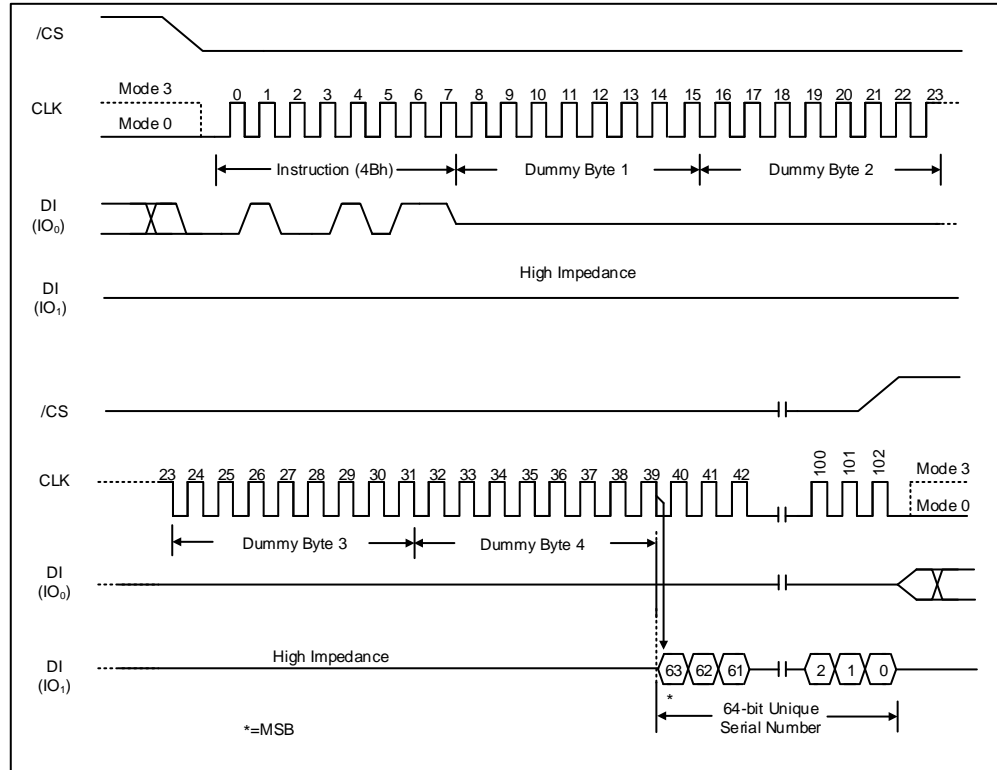 /CS
Mode 3
CLK
Mode 0
0 1 2 3 4 5 6 7 8 9 10 11 12 13 14 15 16 17 18 19 20 21 22 23
Instruction (4Bh)
Dummy Byte 1
Dummy Byte 2
DI
(IO₀)
High Impedance
DI
(IO₁)
/CS
CLK
23 24 25 26 27 28 29 30 31 32 33 34 35 36 37 38 39 40 41 42
100 101 102
Mode 3
Mode 0
Dummy Byte 3
Dummy Byte 4
DI
(IO₀)
High Impedance
DI
(IO₁)
63 62 61 2 1 0
*
64-bit Unique
Serial Number
*=MSB